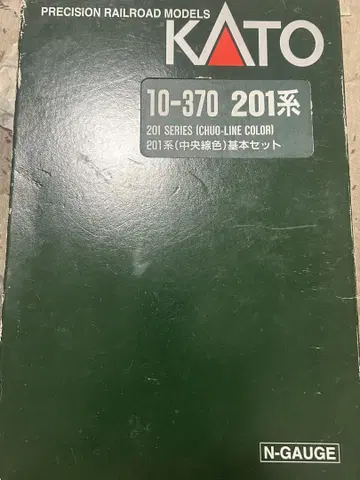 PRECISION RAILROAD MODELS
KATO
10-370 201系
201 SERIES (CHUO-LINE COLOR)
201系(中央線色)基本セット
N-GAUGE